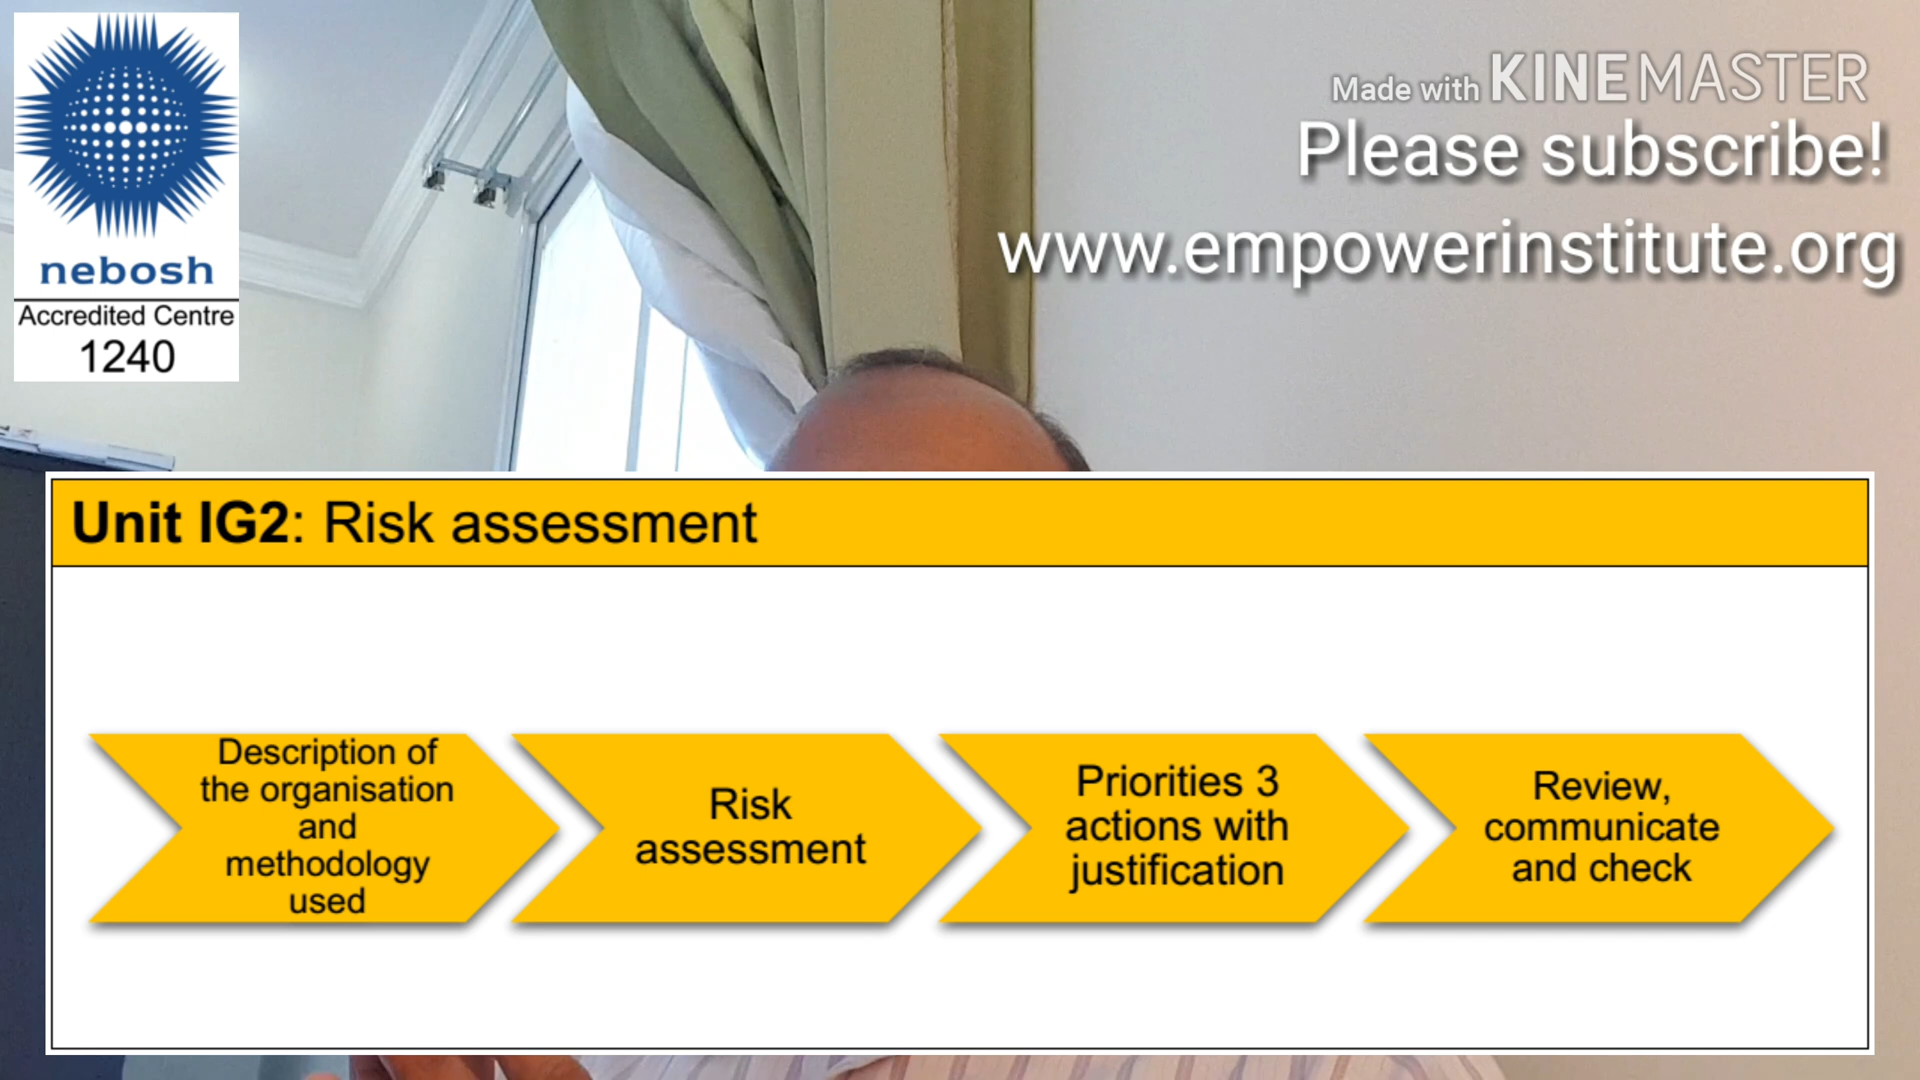 nebosh
Accredited Centre
1240
Made with KINEMASTER
Please subscribe!
www.empowerinstitute.org
Unit IG2: Risk assessment
Description of
the organisation
and
methodology
used
Risk
assessment
Priorities 3
actions with
justification
Review,
communicate
and check